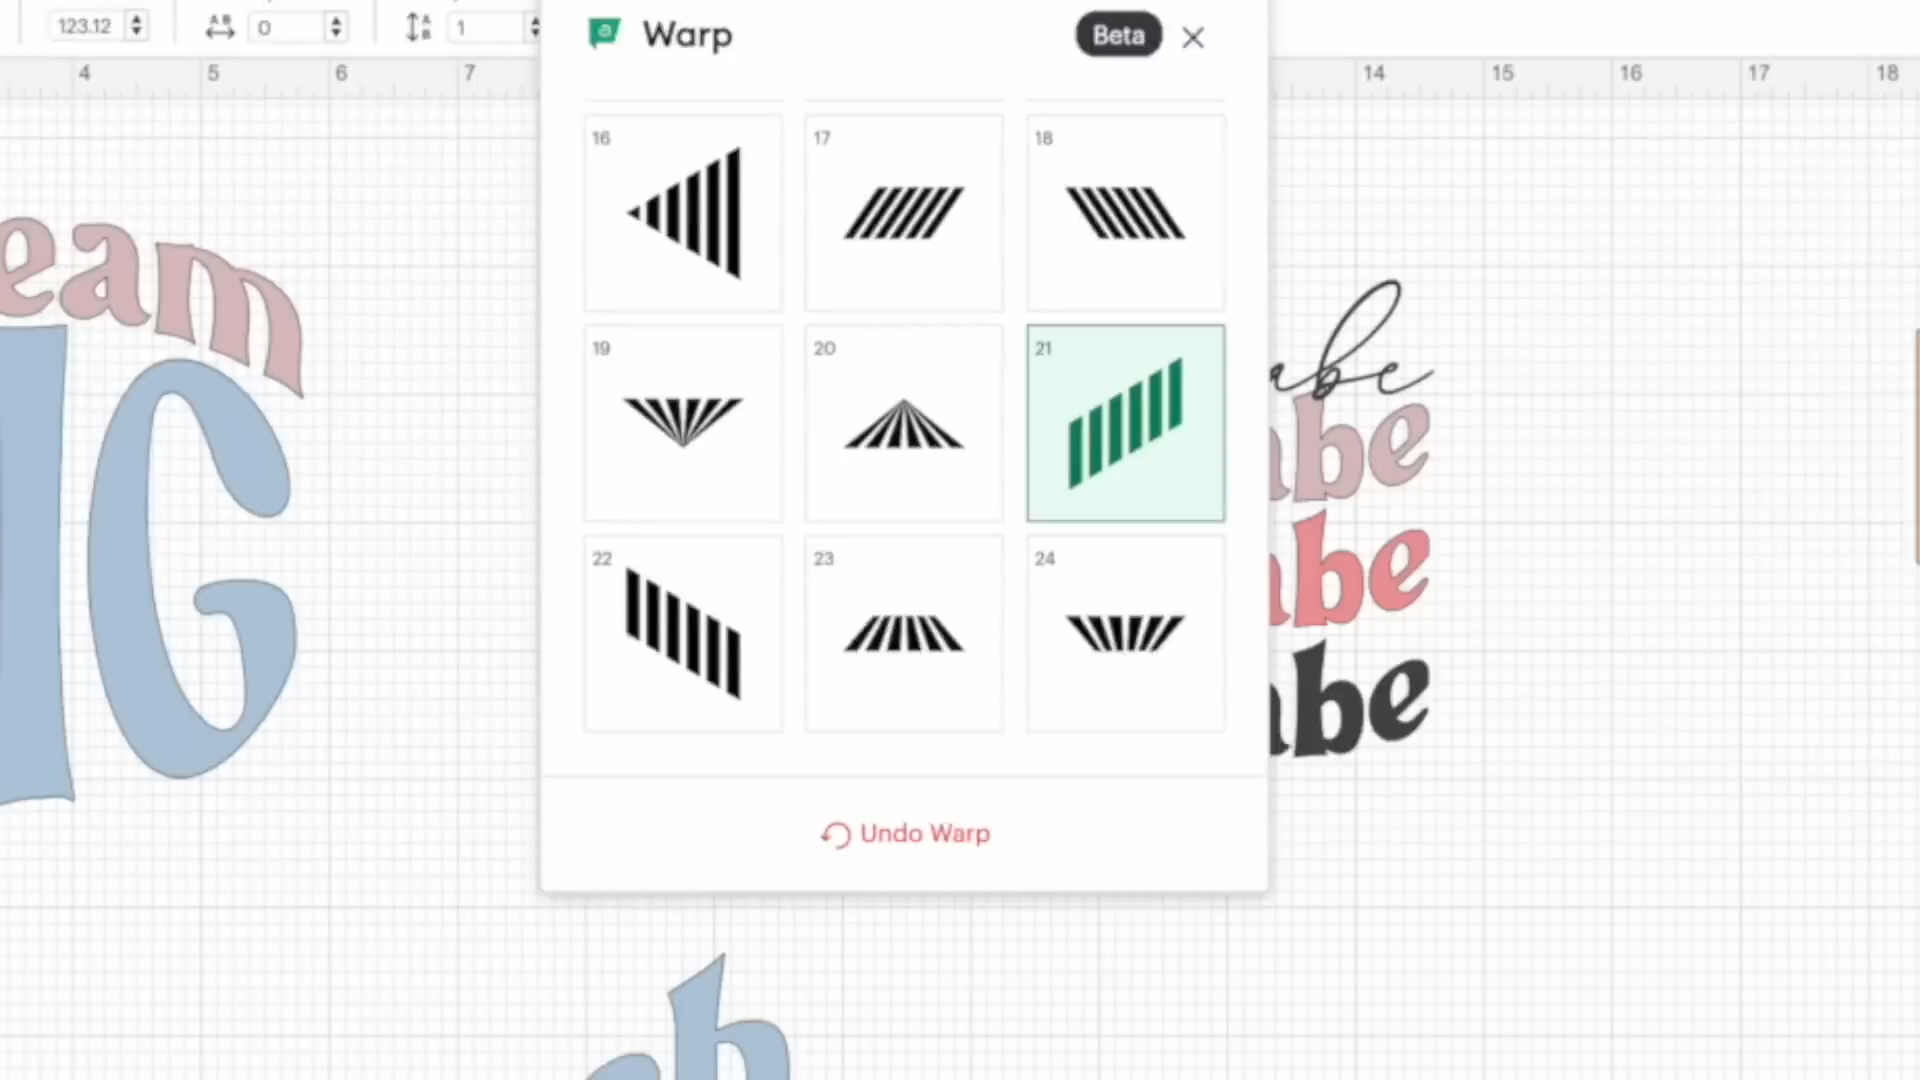 123.12
0
1
Warp
Beta
4 5 6 7 14 15 16 17 18
16 17 18
19 20 21
22 23 24
Undo Warp
eam
G
be
be
be
be